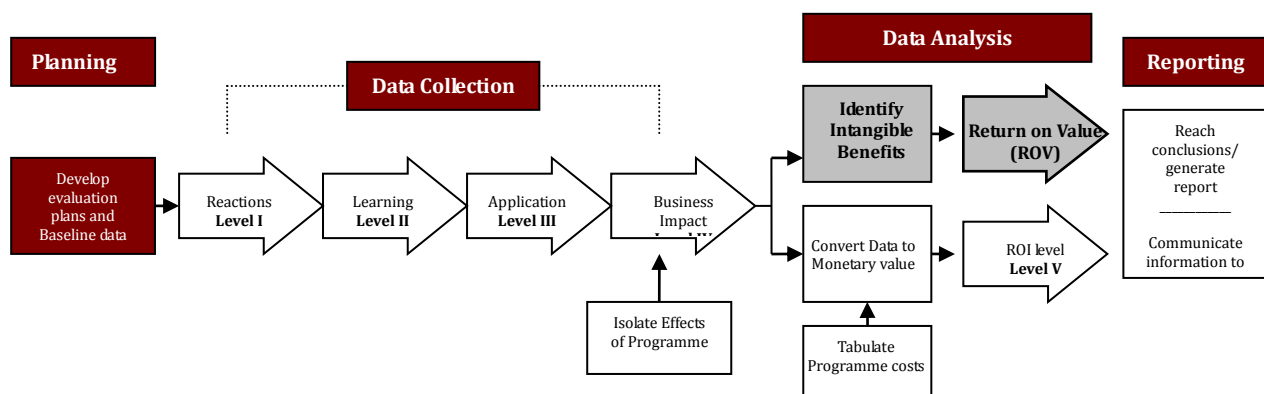 Planning
Data Collection
Data Analysis
Reporting
Develop
evaluation
plans and
Baseline data
Reactions
Level I
Learning
Level II
Application
Level III
Business
Impact
Isolate Effects
of Programme
Identify
Intangible
Benefits
Return on Value
(ROV)
Convert Data to
Monetary value
ROI level
Level V
Tabulate
Programme costs
Reach
conclusions/
generate
report
____________
Communicate
information to